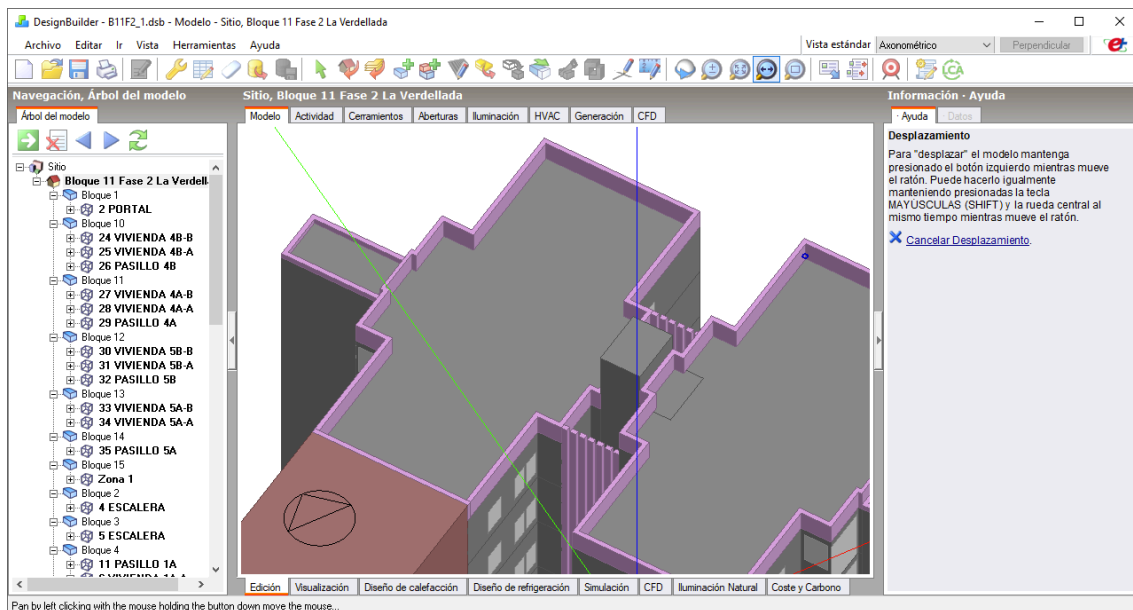 DesignBuilder - B11F2_1.dsb - Modelo - Sitio, Bloque 11 Fase 2 La Verdellada
Archivo Editar Ir Vista Herramientas Ayuda
Vista estándar Axonométrico Perpendicular
Navegación, Árbol del modelo
Árbol del modelo
Sitio
Bloque 11 Fase 2 La Verdell
Bloque 1
2 PORTAL
Bloque 10
24 VIVIENDA 4B-B
25 VIVIENDA 4B-A
26 PASILLO 4B
Bloque 11
27 VIVIENDA 4A-B
28 VIVIENDA 4A-A
29 PASILLO 4A
Bloque 12
30 VIVIENDA 5B-B
31 VIVIENDA 5B-A
32 PASILLO 5B
Bloque 13
33 VIVIENDA 5A-B
34 VIVIENDA 5A-A
Bloque 14
35 PASILLO 5A
Bloque 15
Zona 1
Bloque 2
4 ESCALERA
Bloque 3
5 ESCALERA
Bloque 4
11 PASILLO 1A
Sitio, Bloque 11 Fase 2 La Verdellada
Modelo Actividad Cerramientos Aberturas Iluminación HVAC Generación CFD
Edición Visualización Diseño de calefacción Diseño de refrigeración Simulación CFD Iluminación Natural Coste y Carbono
Información - Ayuda
Ayuda Datos
Desplazamiento
Para "desplazar" el modelo mantenga
presionado el botón izquierdo mientras mueve
el ratón. Puede hacerlo igualmente
manteniendo presionadas la tecla
MAYÚSCULAS (SHIFT) y la rueda central al
mismo tiempo mientras mueve el ratón.
Cancelar Desplazamiento.
Pan by left clicking with the mouse holding the button down move the mouse...